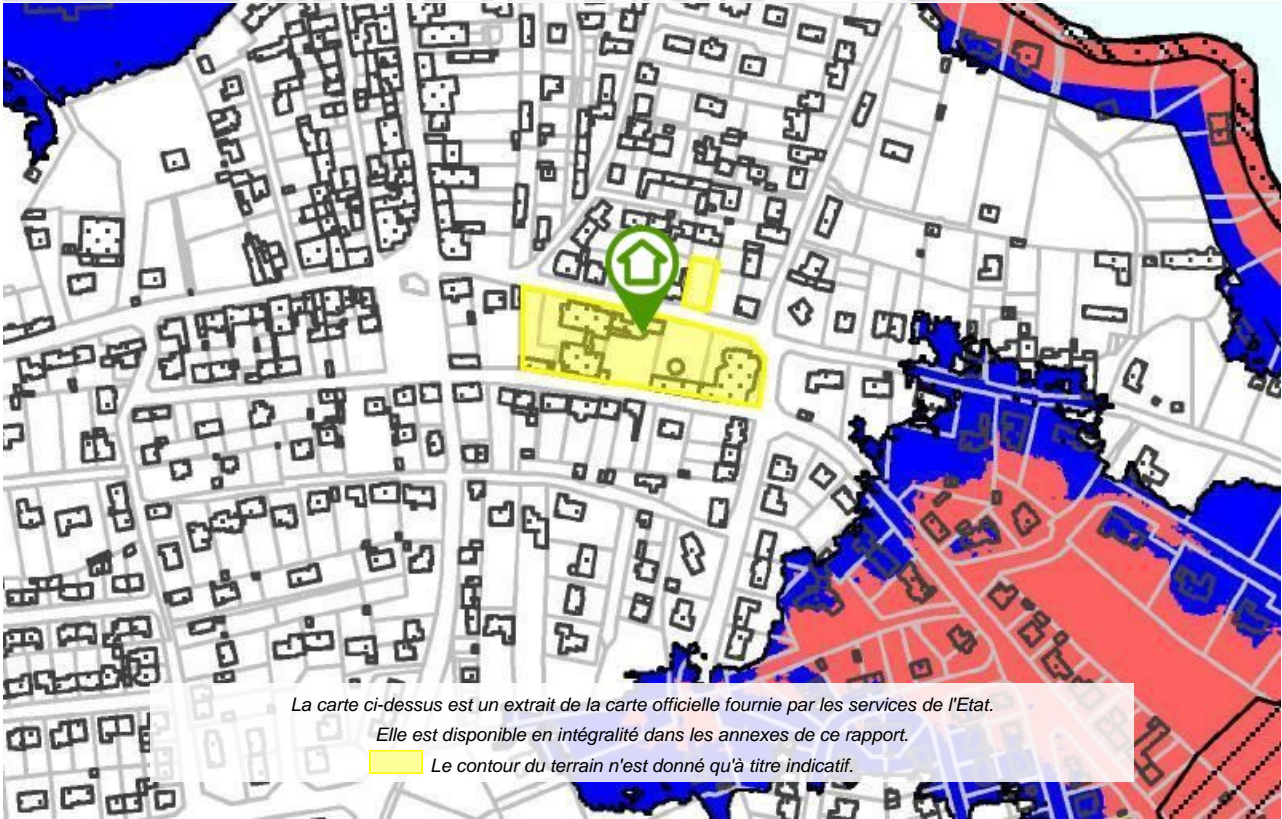 La carte ci-dessus est un extrait de la carte officielle fournie par les services de l'Etat.
Elle est disponible en intégralité dans les annexes de ce rapport.
Le contour du terrain n'est donné qu'à titre indicatif.